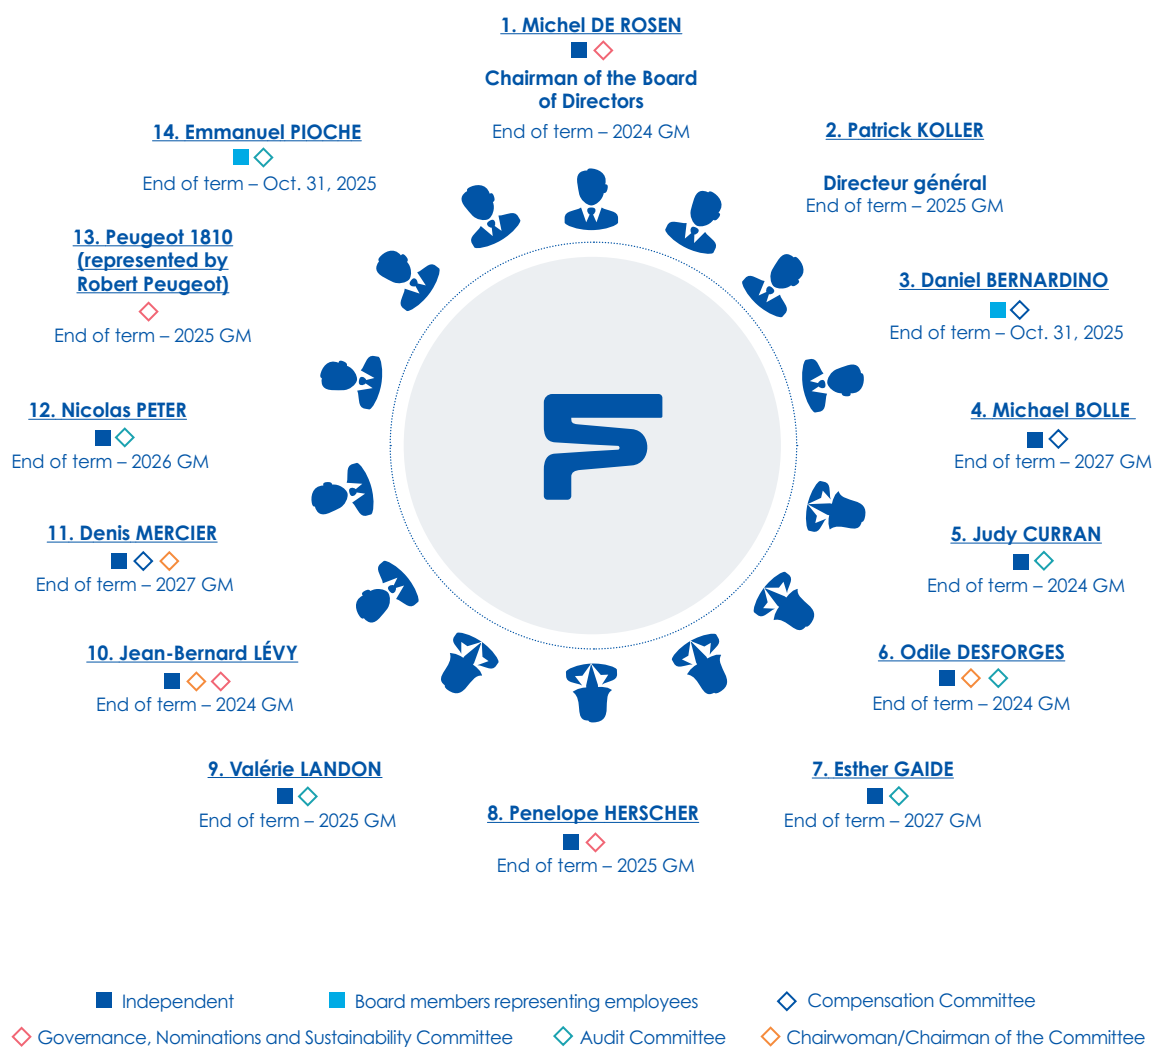 1. Michel DE ROSEN
Chairman of the Board
of Directors
End of term – 2024 GM
2. Patrick KOLLER
Directeur général
End of term – 2025 GM
3. Daniel BERNARDINO
End of term – Oct. 31, 2025
4. Michael BOLLE
End of term – 2027 GM
5. Judy CURRAN
End of term – 2024 GM
6. Odile DESFORGES
End of term – 2024 GM
7. Esther GAIDE
End of term – 2027 GM
8. Penelope HERSCHER
End of term – 2025 GM
9. Valérie LANDON
End of term – 2025 GM
10. Jean-Bernard LÉVY
End of term – 2024 GM
11. Denis MERCIER
End of term – 2027 GM
12. Nicolas PETER
End of term – 2026 GM
13. Peugeot 1810
(represented by
Robert Peugeot)
End of term – 2025 GM
14. Emmanuel PIOCHE
End of term – Oct. 31, 2025
Independent
Board members representing employees
Compensation Committee
Governance, Nominations and Sustainability Committee
Audit Committee
Chairwoman/Chairman of the Committee